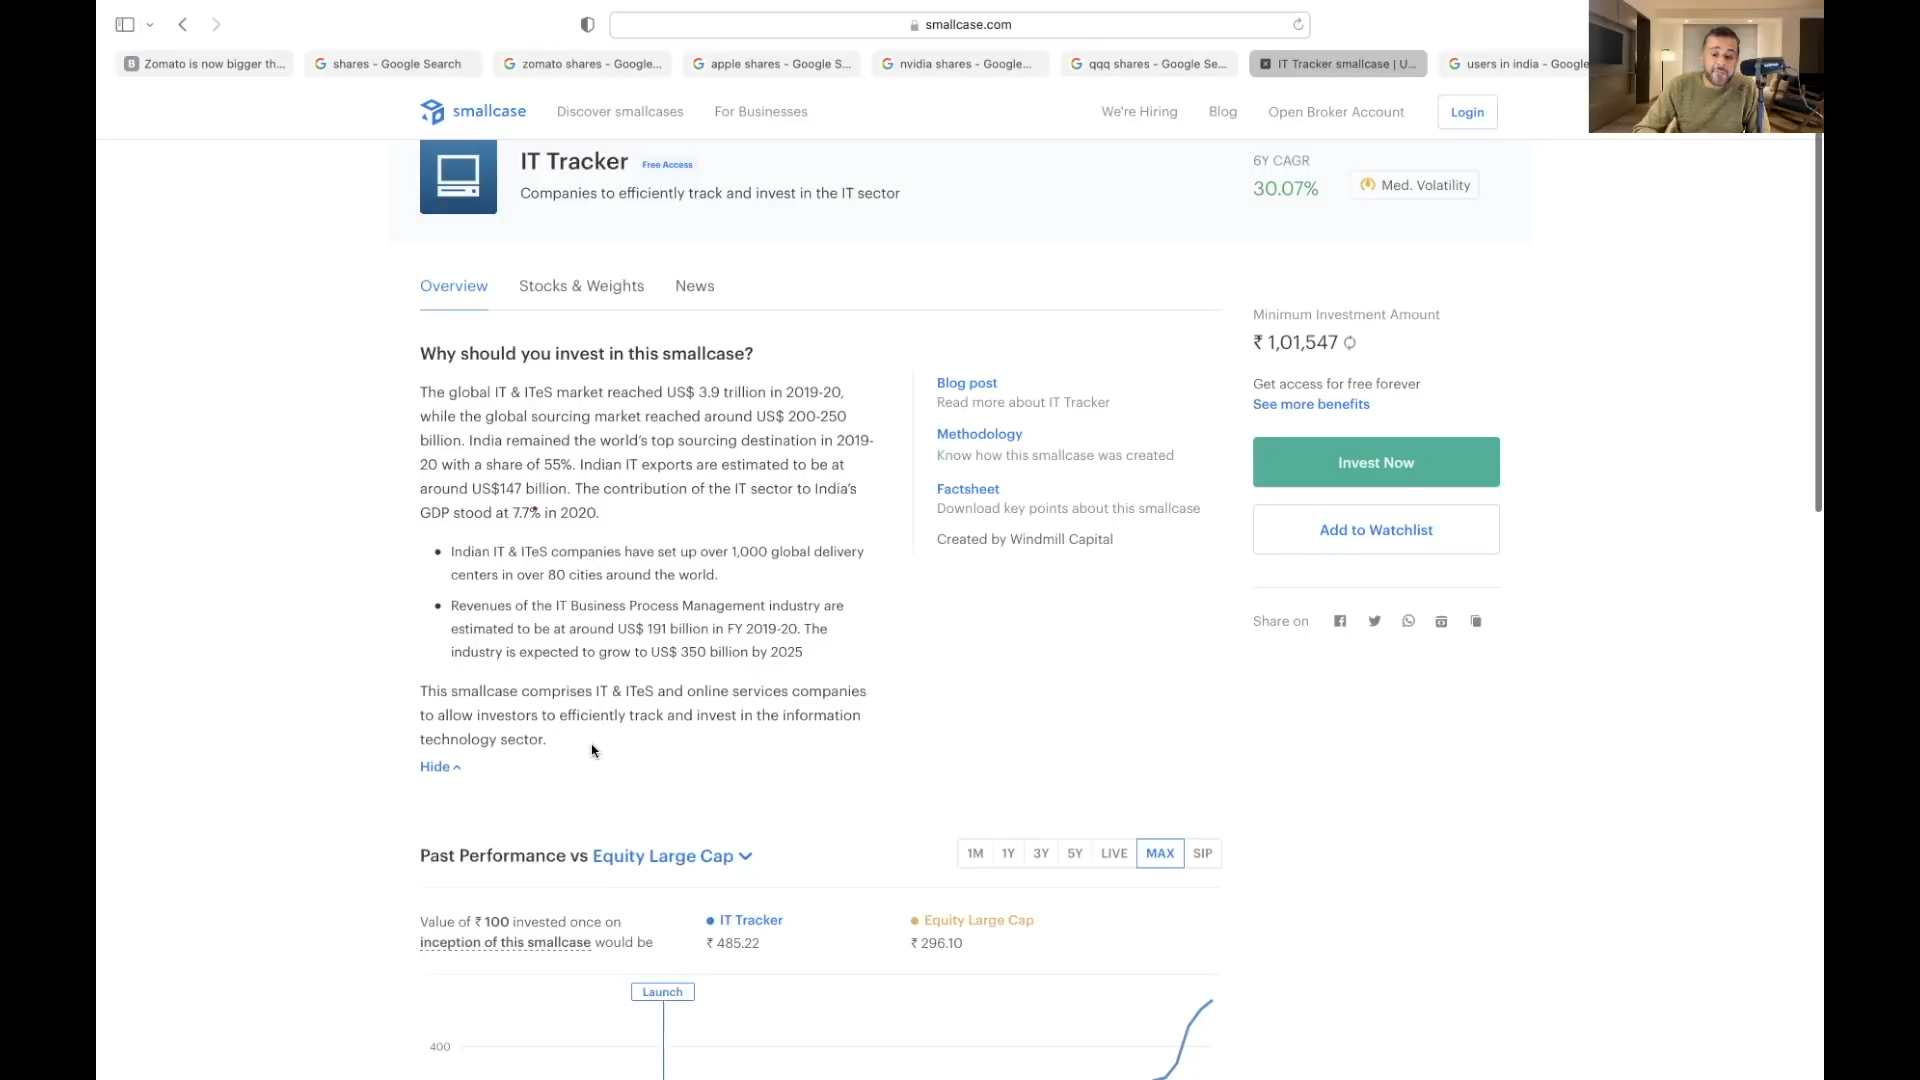 smallcase.com
B Zomato is now bigger th...
shares - Google Search
zomato shares - Google...
apple shares - Google S...
nvidia shares - Google...
qqq shares - Google Se...
IT Tracker smallcase | U...
users in india - Google
smallcase
Discover smallcases
For Businesses
We're Hiring
Blog
Open Broker Account
Login
IT Tracker Free Access
Companies to efficiently track and invest in the IT sector
6Y CAGR
30.07%
Med. Volatility
Overview
Stocks & Weights
News
Why should you invest in this smallcase?
The global IT & ITeS market reached US$ 3.9 trillion in 2019-20,
while the global sourcing market reached around US$ 200-250
billion. India remained the world's top sourcing destination in 2019-
20 with a share of 55%. Indian IT exports are estimated to be at
around US$147 billion. The contribution of the IT sector to India's
GDP stood at 7.7% in 2020.
• Indian IT & ITeS companies have set up over 1,000 global delivery
centers in over 80 cities around the world.
• Revenues of the IT Business Process Management industry are
estimated to be at around US$ 191 billion in FY 2019-20. The
industry is expected to grow to US$ 350 billion by 2025
This smallcase comprises IT & ITeS and online services companies
to allow investors to efficiently track and invest in the information
technology sector.
Hide
Blog post
Read more about IT Tracker
Methodology
Know how this smallcase was created
Factsheet
Download key points about this smallcase
Created by Windmill Capital
Minimum Investment Amount
₹ 1,01,547
Get access for free forever
See more benefits
Invest Now
Add to Watchlist
Share on
Past Performance vs Equity Large Cap
1M 1Y 3Y 5Y LIVE MAX SIP
Value of ₹ 100 invested once on
inception of this smallcase would be
IT Tracker
₹ 485.22
Equity Large Cap
₹ 296.10
Launch
400